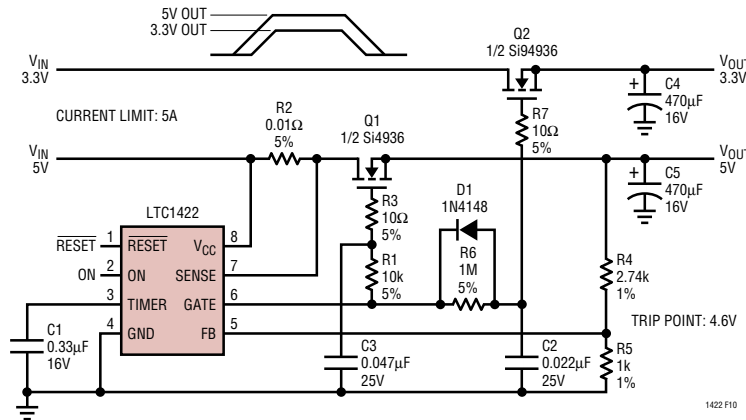 5V OUT
3.3V OUT
VIN
3.3V
Q2
1/2 Si94936
VOUT
3.3V
+
C4
470µF
16V
CURRENT LIMIT: 5A
R2
0.01Ω
5%
Q1
1/2 Si4936
R7
10Ω
5%
VIN
5V
VOUT
5V
+
C5
470µF
16V
LTC1422
R3
10Ω
5%
D1
1N4148
RESET
1
RESET
VCC
8
ON
2
ON
SENSE
7
R1
10k
5%
R6
1M
5%
R4
2.74k
1%
3
TIMER
GATE
6
TRIP POINT: 4.6V
4
GND
FB
5
C1
0.33µF
16V
C3
0.047µF
25V
C2
0.022µF
25V
R5
1k
1%
1422 F10